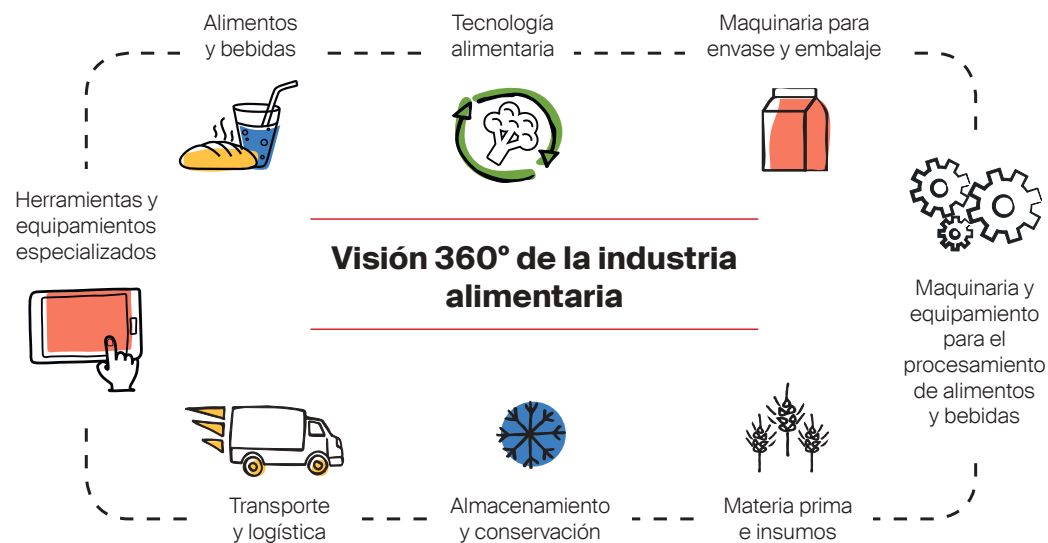 Alimentos
y bebidas
Tecnología
alimentaria
Maquinaria para
envase y embalaje
Herramientas y
equipamientos
especializados
Visión 360° de la industria
alimentaria
Maquinaria y
equipamiento
para el
procesamiento
de alimentos
y bebidas
Transporte
y logística
Almacenamiento
y conservación
Materia prima
e insumos